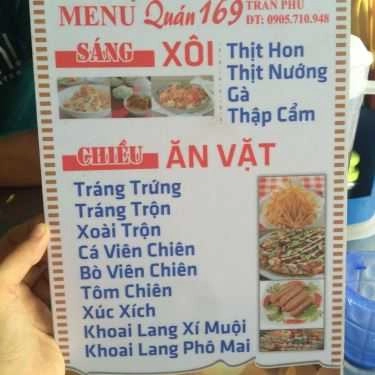 MENU Quán 169 TRẦN PHÚ
ĐT: 0905.710.948
SÁNG XÔI Thịt Hon
Thịt Nướng
Gà
Thập Cẩm
CHIỀU ĂN VẶT
Tráng Trứng
Tráng Trộn
Xoài Trộn
Cá Viên Chiên
Bò Viên Chiên
Tôm Chiên
Xúc Xích
Khoai Lang Xí Muội
Khoai Lang Phô Mai